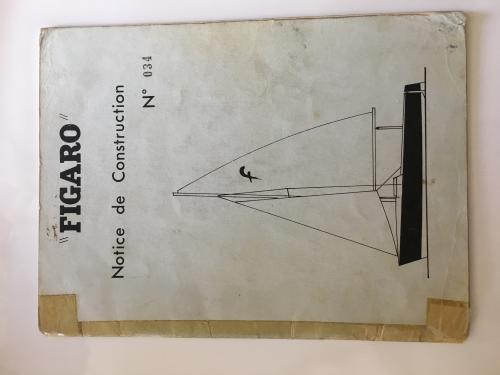 "FIGARO"
Notice de Construction
N° 034
f